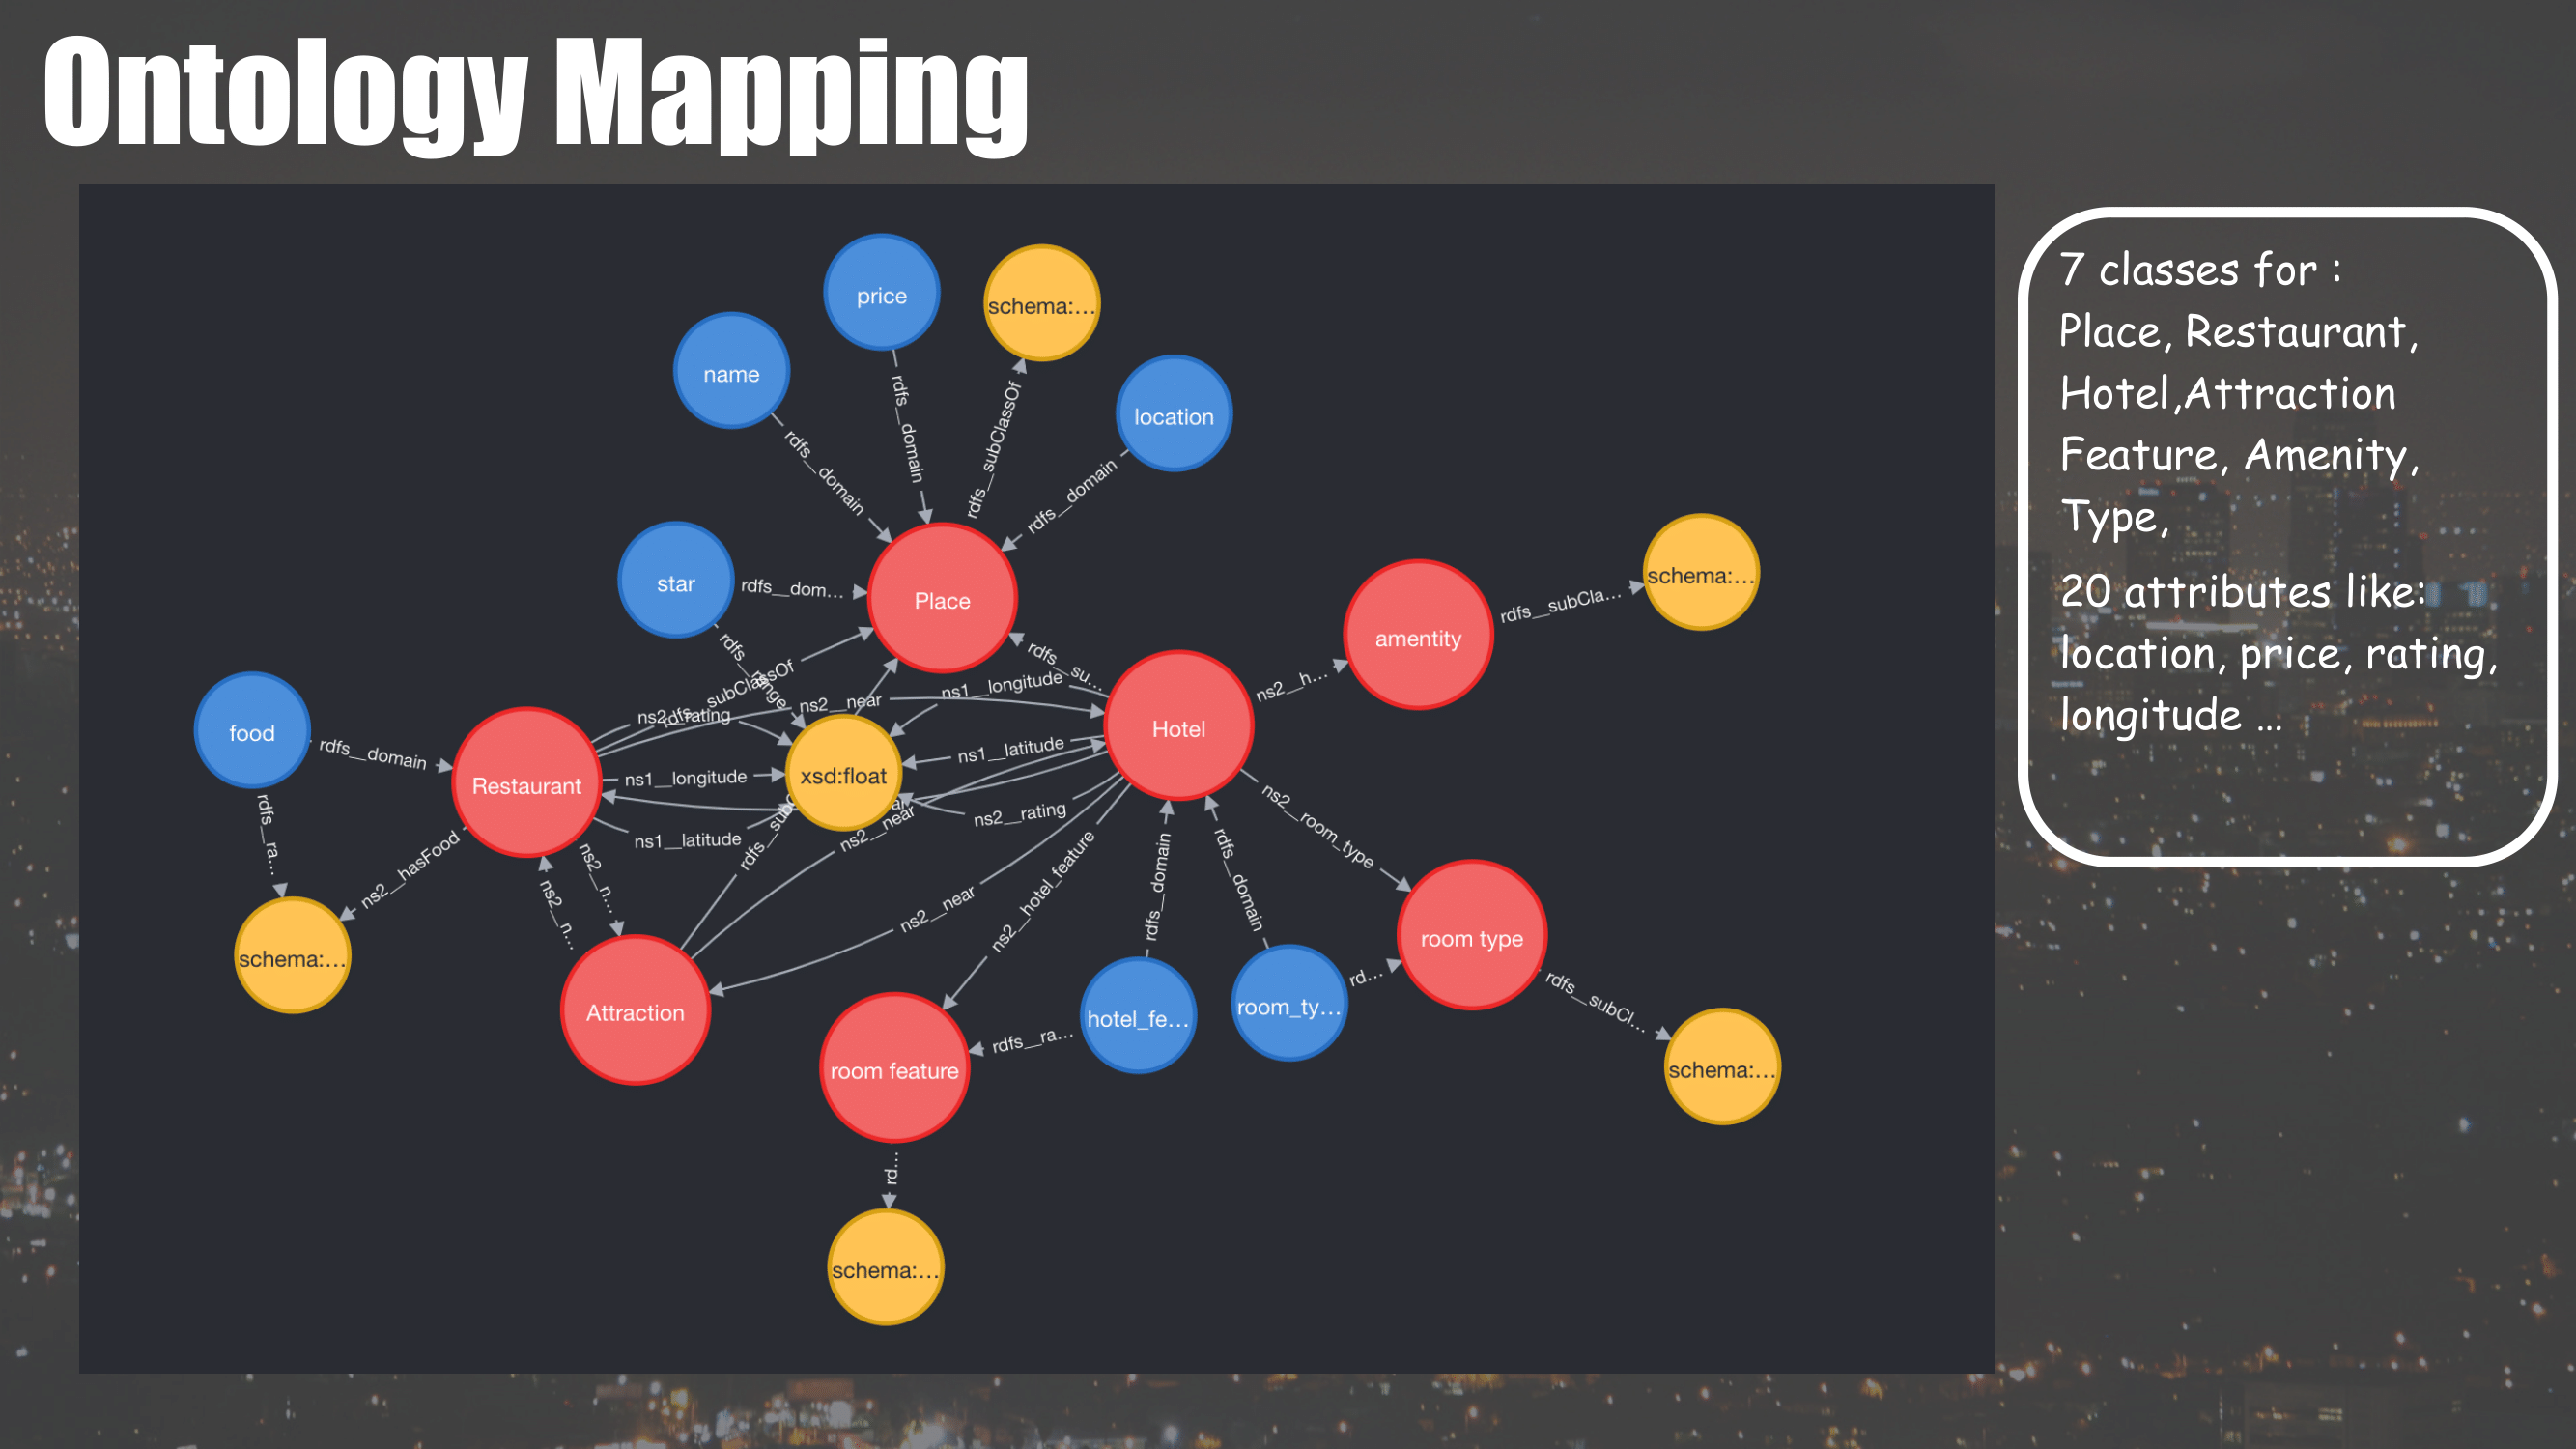 Ontology Mapping
price
schema:...
name
location
rdfs__domain
rdfs__domain
rdfs__subClassOf
rdfs__domain
star
rdfs__dom...
Place
schema:...
amentity
rdfs__subCla...
rdfs__range
rdfs__su...
food
rdfs__domain
rdfs__subClassOf
ns2__rating
ns2__near
ns1__longitude
Hotel
ns2__h...
Restaurant
ns1__longitude
xsd:float
ns1__latitude
rdfs__ra...
ns2__hasFood
ns2__n...
ns2__n...
ns1__latitude
ns2__near
ns2__rating
ns2__room_type
ns2__near
ns2__hotel_feature
rdfs__domain
rdfs__domain
room type
schema:...
Attraction
room feature
rdfs__ra...
hotel_fe...
room_ty...
rd...
rdfs__subCl...
schema:...
rd...
schema:...
7 classes for :
Place, Restaurant,
Hotel,Attraction
Feature, Amenity,
Type,
20 attributes like:
location, price, rating,
longitude ...